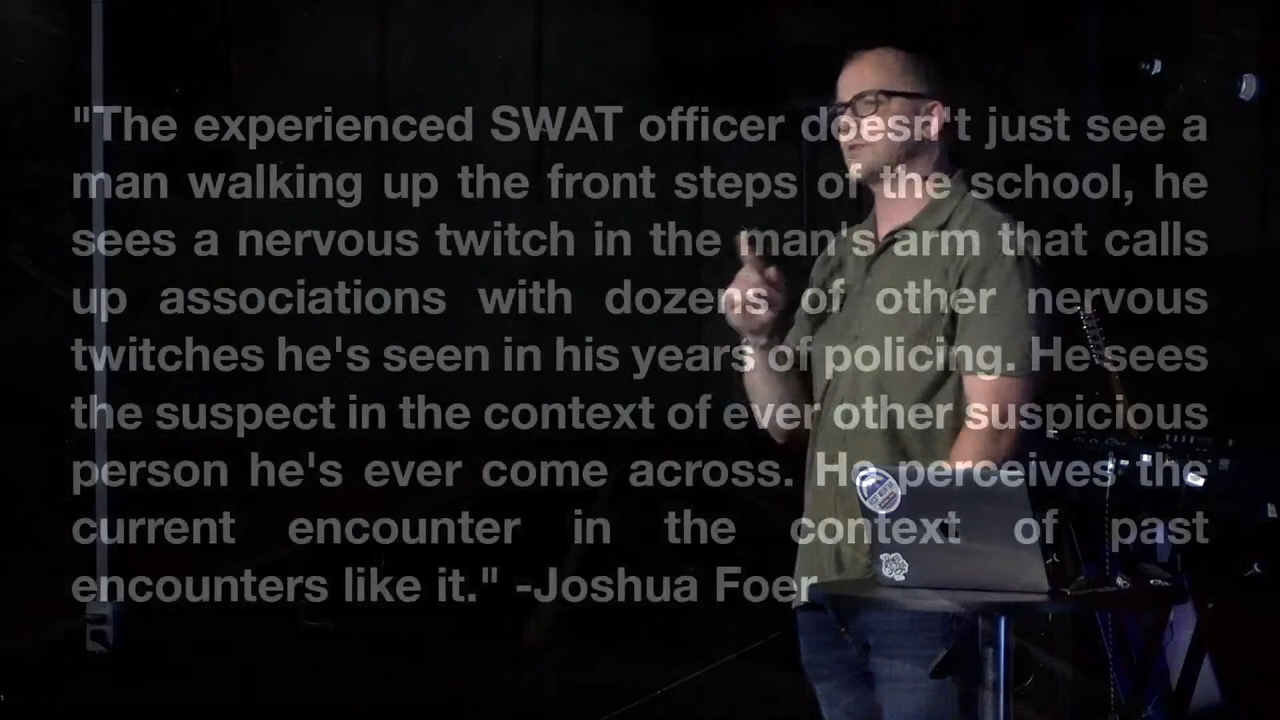 "The experienced SWAT officer doesn't just see a
man walking up the front steps of the school, he
sees a nervous twitch in the man's arm that calls
up associations with dozens of other nervous
twitches he's seen in his years of policing. He sees
the suspect in the context of ever other suspicious
person he's ever come across. He perceives the
current encounter in the context of past
encounters like it." -Joshua Foer